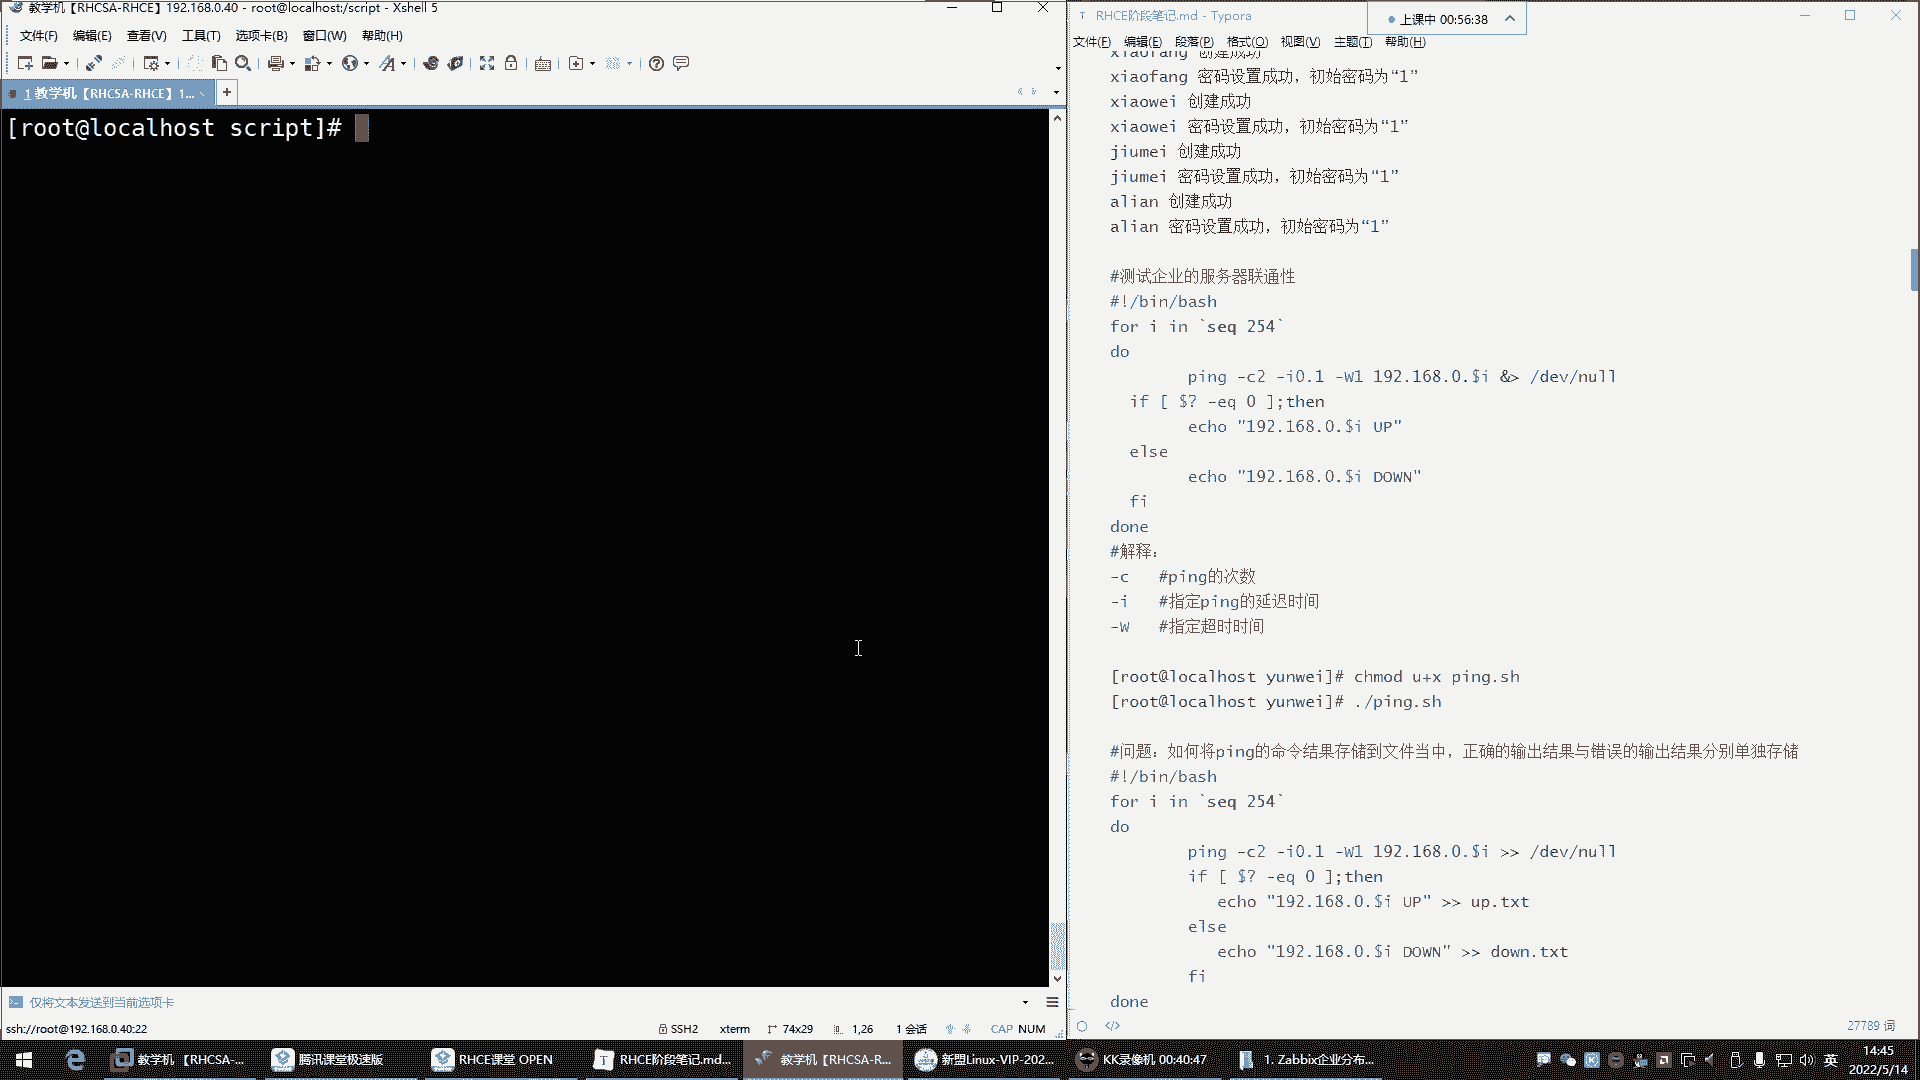 教学机【RHCSA-RHCE】192.168.0.40 - root@localhost:/script - Xshell 5
文件(F) 编辑(E) 查看(V) 工具(T) 选项卡(B) 窗口(W) 帮助(H)
1 教学机【RHCSA-RHCE】1...
[root@localhost script]#
仅将文本发送到当前选项卡
ssh://root@192.168.0.40:22 SSH2 xterm 74x29 1,26 1 会话 CAP NUM
RHCE阶段笔记.md - Typora
上课中 00:56:38
文件(F) 编辑(E) 段落(P) 格式(O) 视图(V) 主题(T) 帮助(H)
xiaofang 创建成功
xiaofang 密码设置成功，初始密码为“1”
xiaowei 创建成功
xiaowei 密码设置成功，初始密码为“1”
jiumei 创建成功
jiumei 密码设置成功，初始密码为“1”
alian 创建成功
alian 密码设置成功，初始密码为“1”
#测试企业的服务器联通性
#!/bin/bash
for i in `seq 254`
do
ping -c2 -i0.1 -W1 192.168.0.$i &> /dev/null
if [ $? -eq 0 ];then
echo "192.168.0.$i UP"
else
echo "192.168.0.$i DOWN"
fi
done
#解释：
-c #ping的次数
-i #指定ping的延迟时间
-W #指定超时时间
[root@localhost yunwei]# chmod u+x ping.sh
[root@localhost yunwei]# ./ping.sh
#问题：如何将ping的命令结果存储到文件当中，正确的输出结果与错误的输出结果分别单独存储
#!/bin/bash
for i in `seq 254`
do
ping -c2 -i0.1 -W1 192.168.0.$i >> /dev/null
if [ $? -eq 0 ];then
echo "192.168.0.$i UP" >> up.txt
else
echo "192.168.0.$i DOWN" >> down.txt
fi
done
27789 词
教学机 【RHCSA-... 腾讯课堂极速版 RHCE课堂 OPEN RHCE阶段笔记.md... 教学机【RHCSA-R... 新盟Linux-VIP-202... KK录像机 00:40:47 1. Zabbix企业分布... 英
14:45
2022/5/14